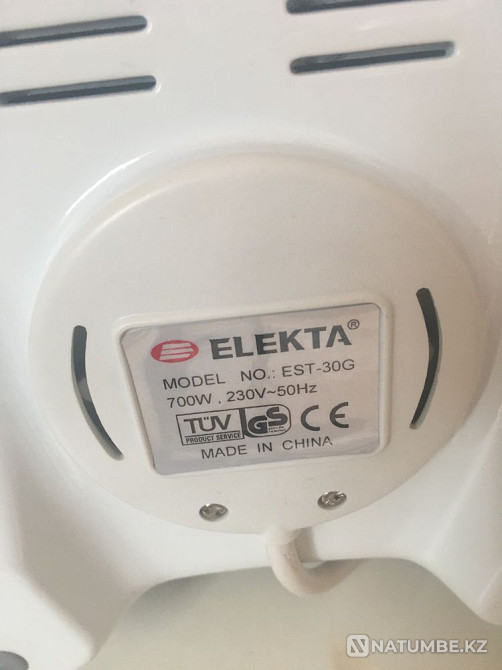 ELEKTA®
MODEL NO.: EST-30G
700W , 230V~50Hz
TÜV GS CE
PRODUCT SERVICE
MADE IN CHINA
NATUMBE.KZ